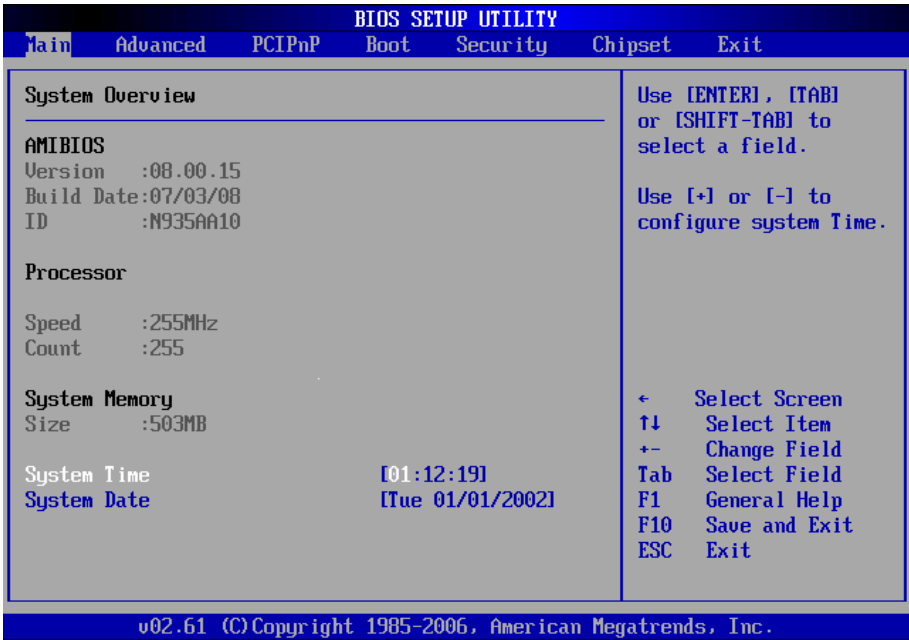 BIOS SETUP UTILITY
Main Advanced PCIPnP Boot Security Chipset Exit
System Overview
AMIBIOS
Version :08.00.15
Build Date:07/03/08
ID :N935AA10
Processor
Speed :255MHz
Count :255
System Memory
Size :503MB
System Time [01:12:19]
System Date [Tue 01/01/2002]
Use [ENTER], [TAB]
or [SHIFT-TAB] to
select a field.
Use [+] or [-] to
configure system Time.
← Select Screen
↑↓ Select Item
+- Change Field
Tab Select Field
F1 General Help
F10 Save and Exit
ESC Exit
v02.61 (C)Copyright 1985-2006, American Megatrends, Inc.